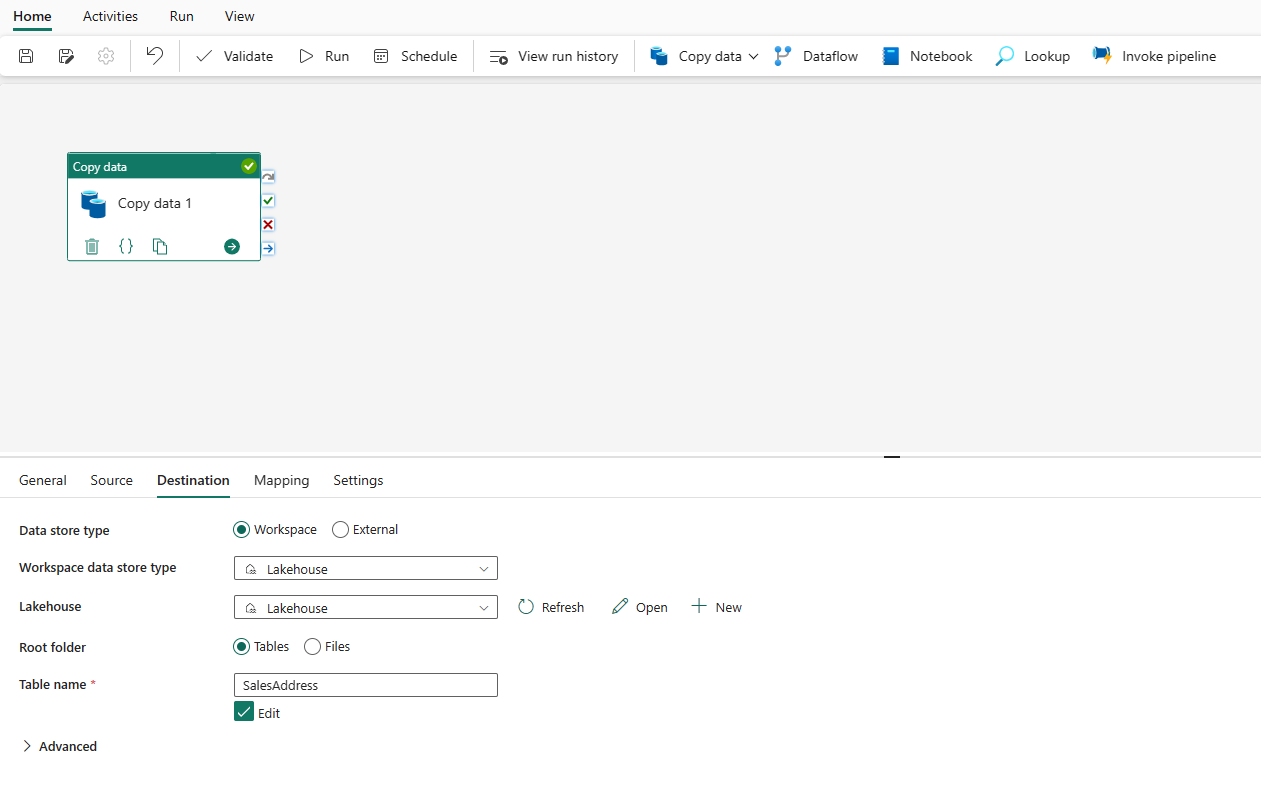 Home Activities Run View
Validate Run Schedule View run history Copy data Dataflow Notebook Lookup Invoke pipeline
Copy data
Copy data 1
General Source Destination Mapping Settings
Data store type Workspace External
Workspace data store type Lakehouse
Lakehouse Lakehouse Refresh Open New
Root folder Tables Files
Table name * SalesAddress
Edit
Advanced